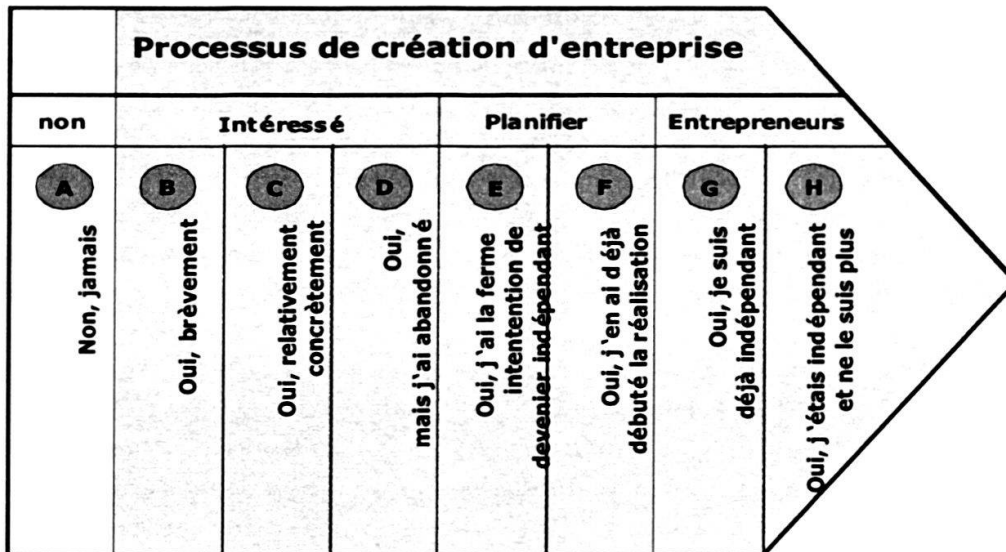 Processus de création d'entreprise
non
Intéressé
Planifier
Entrepreneurs
A
B
C
D
E
F
G
H
Non, jamais
Oui, brèvement
Oui, relativement
concrètement
Oui,
mais j`ai abandonné
Oui, j`ai la ferme
intentention de
devenier indépendant
Oui, j`en ai déjà
débuté la réalisation
Oui, je suis
déjà indépendant
Oui, j`étais indépendant
et ne le suis plus